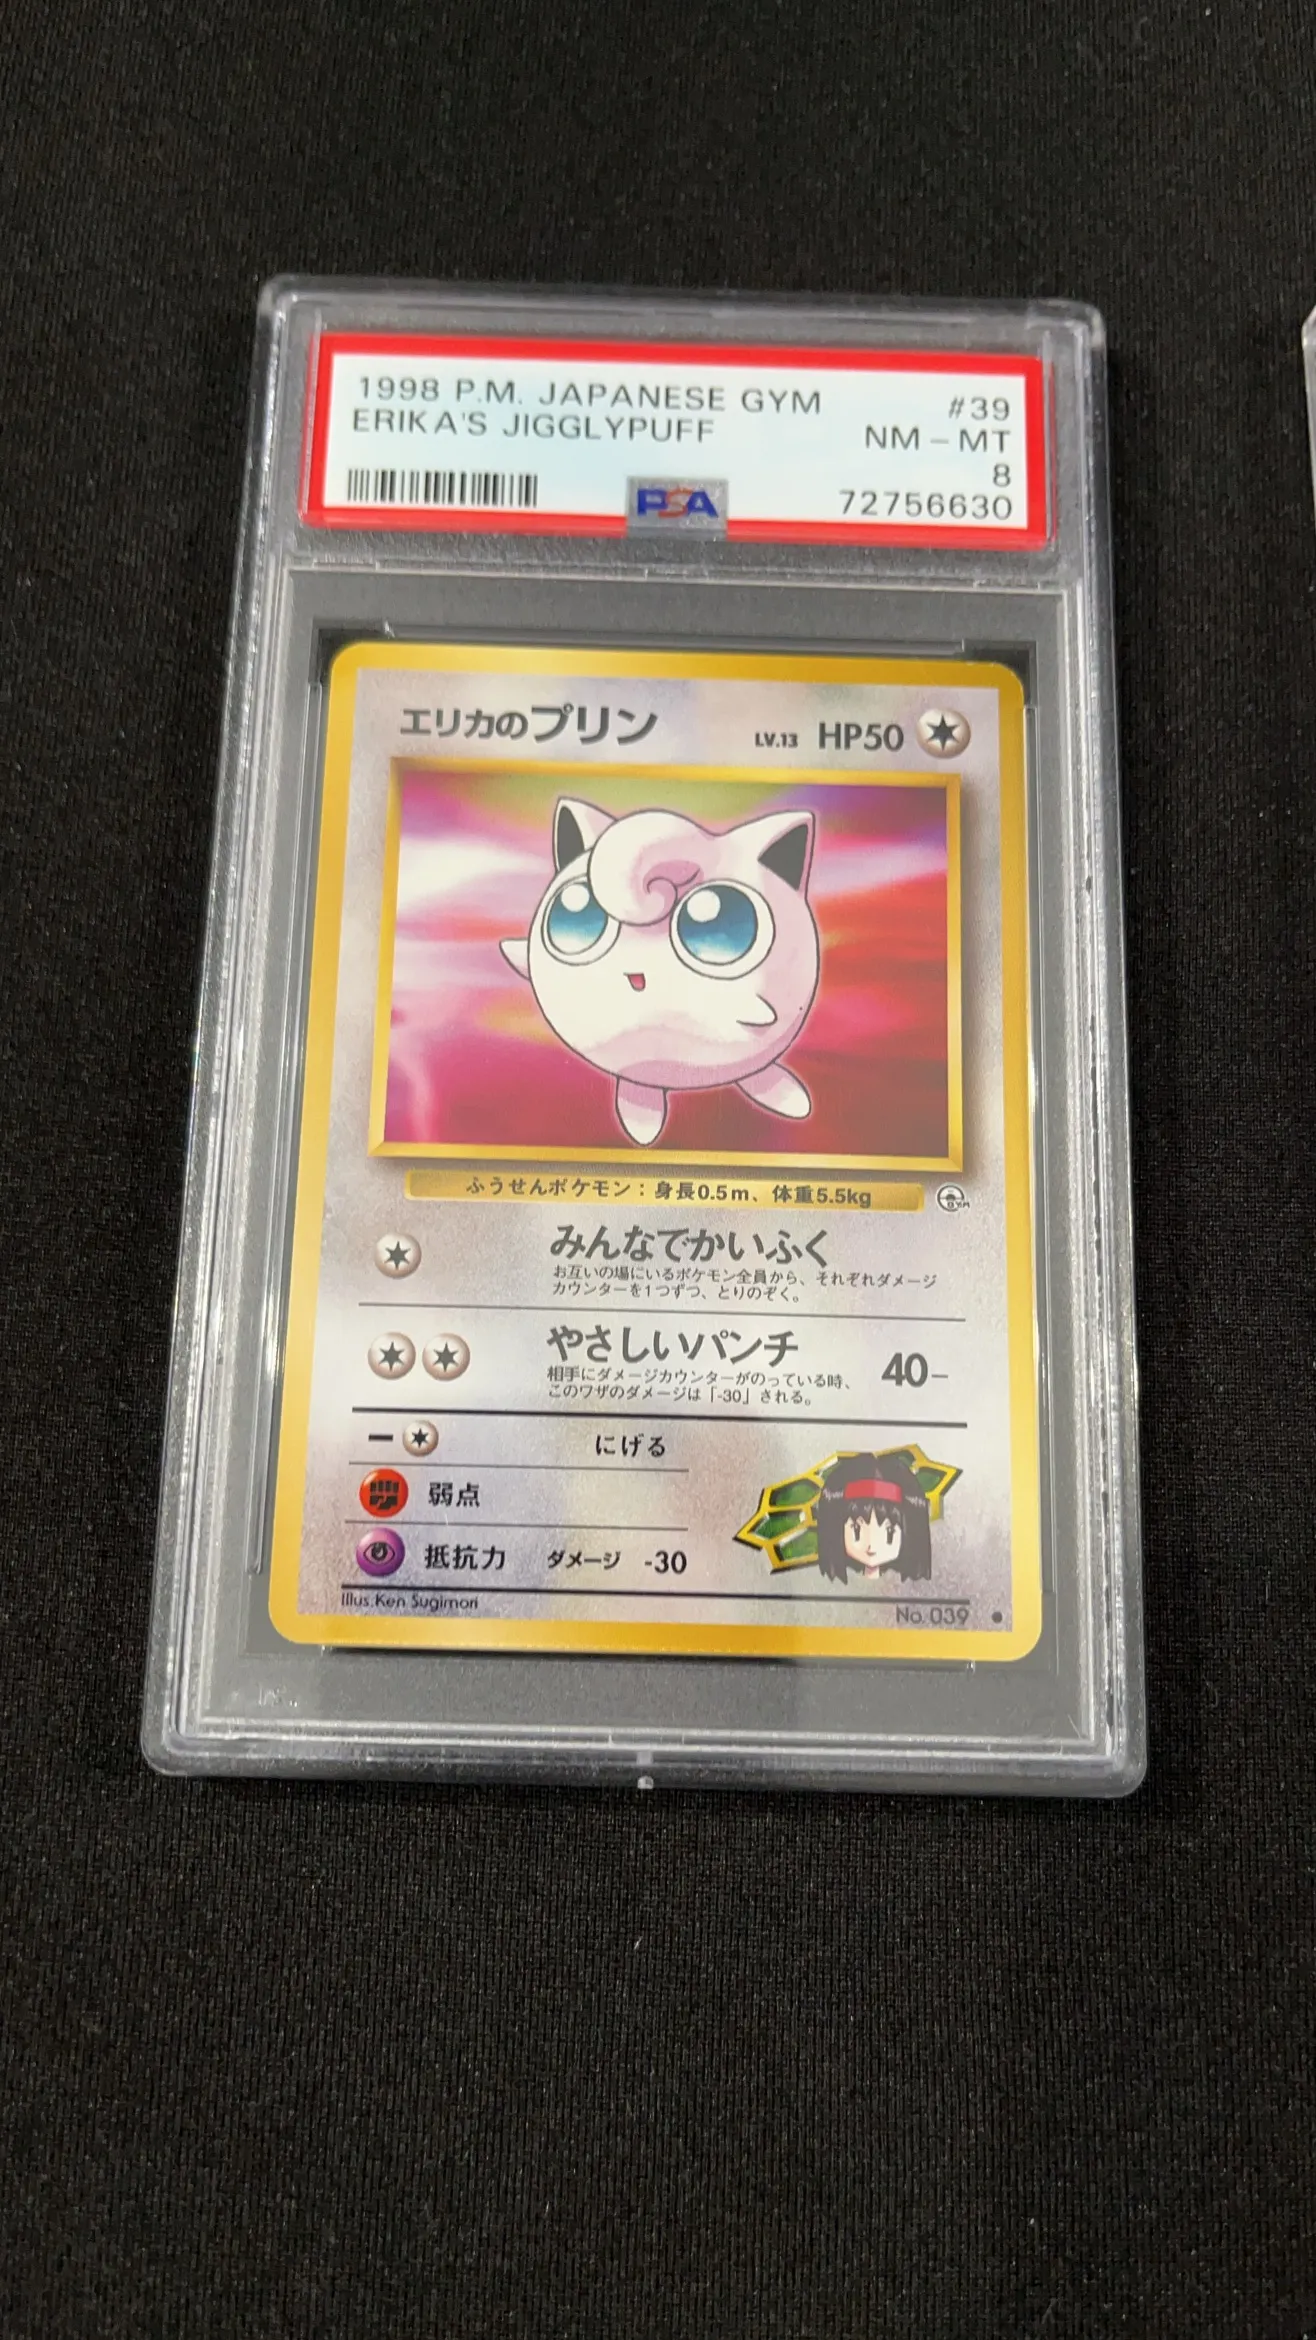 1998 P.M. JAPANESE GYM #39
ERIKA'S JIGGLYPUFF NM - MT
8
PSA 72756630
エリカのプリン LV.13 HP50
ふうせんポケモン：身長0.5m、体重5.5kg
GYM
みんなでかいふく
お互いの場にいるポケモン全員から、それぞれダメージ
カウンターを1つずつ、とりのぞく。
やさしいパンチ 40−
相手にダメージカウンターがのっている時、
このワザのダメージは「-30」される。
にげる
弱点
抵抗力 ダメージ -30
Illus. Ken Sugimori
No. 039